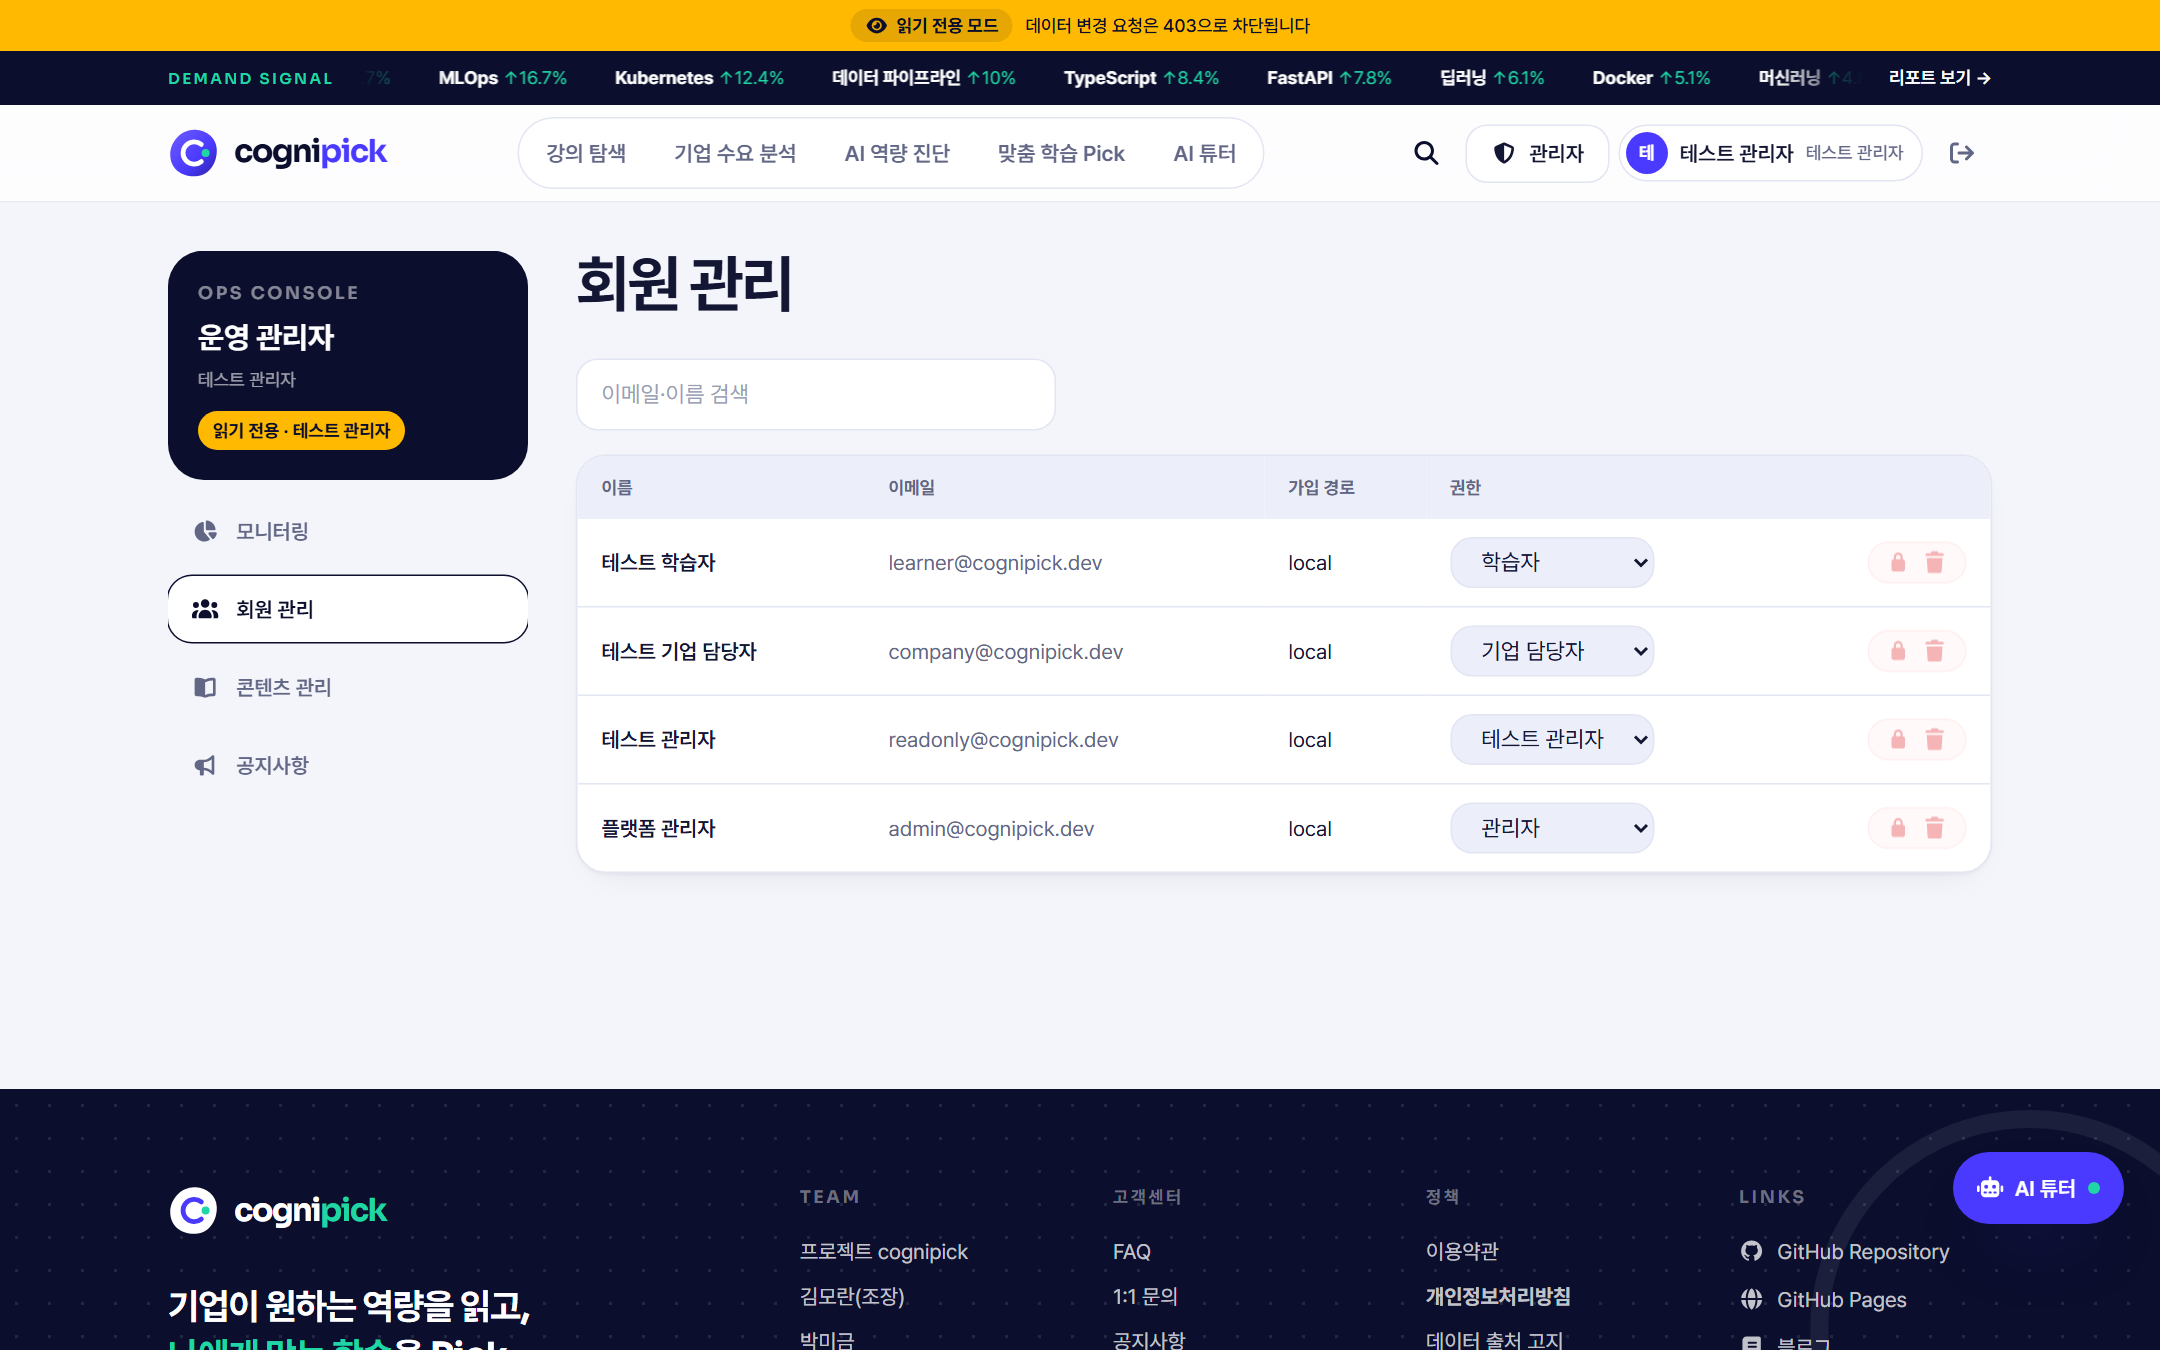 읽기 전용 모드 데이터 변경 요청은 403으로 차단됩니다
DEMAND SIGNAL 7% MLOps ↑16.7% Kubernetes ↑12.4% 데이터 파이프라인 ↑10% TypeScript ↑8.4% FastAPI ↑7.8% 딥러닝 ↑6.1% Docker ↑5.1% 머신러닝 ↑4. 리포트 보기 →
cognipick 강의 탐색 기업 수요 분석 AI 역량 진단 맞춤 학습 Pick AI 튜터 관리자 테 테스트 관리자 테스트 관리자
OPS CONSOLE
운영 관리자
테스트 관리자
읽기 전용 · 테스트 관리자
모니터링
회원 관리
콘텐츠 관리
공지사항
회원 관리
이메일·이름 검색
이름 이메일 가입 경로 권한
테스트 학습자 learner@cognipick.dev local 학습자
테스트 기업 담당자 company@cognipick.dev local 기업 담당자
테스트 관리자 readonly@cognipick.dev local 테스트 관리자
플랫폼 관리자 admin@cognipick.dev local 관리자
cognipick
기업이 원하는 역량을 읽고,
나에게 맞는 학습을 Pick
TEAM
프로젝트 cognipick
김모란(조장)
박미금
고객센터
FAQ
1:1 문의
공지사항
정책
이용약관
개인정보처리방침
데이터 출처 고지
LINKS
GitHub Repository
GitHub Pages
블로그
AI 튜터